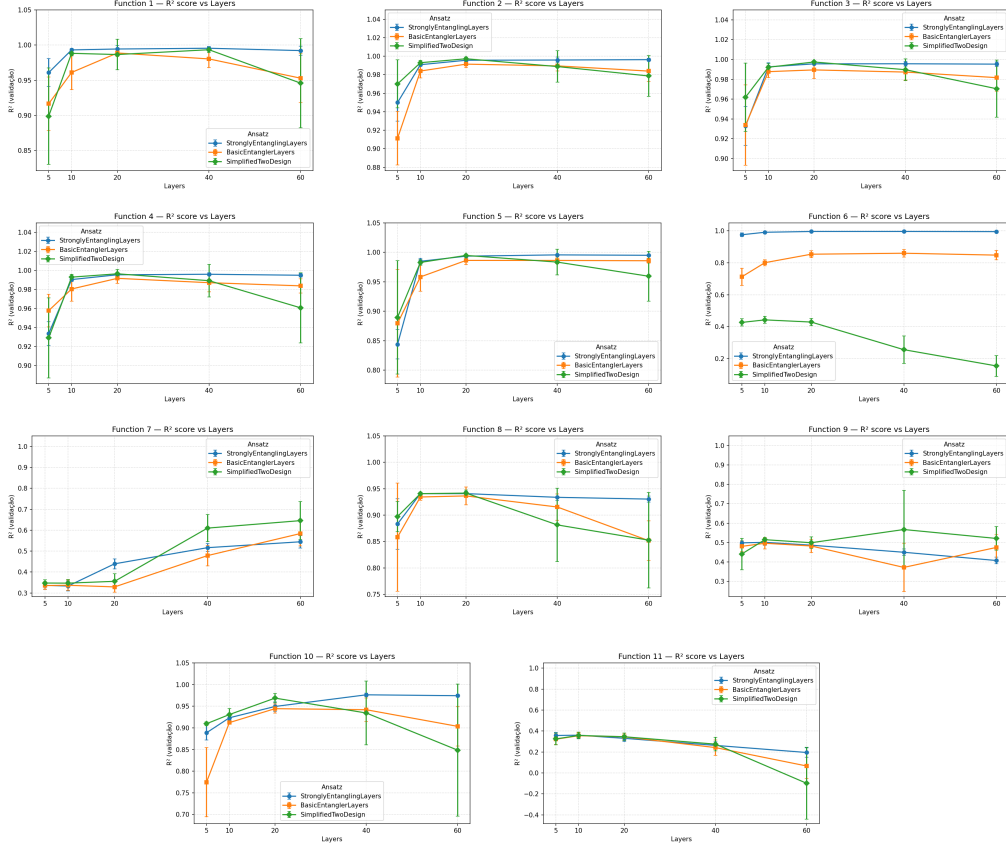 Function 1 — R² score vs Layers
1.05
1.00
0.95
0.90
0.85
R² (validação)
Ansatz
StronglyEntanglingLayers
BasicEntanglerLayers
SimplifiedTwoDesign
5 10 20 40 60
Layers
Function 2 — R² score vs Layers
1.04
1.02
1.00
0.98
0.96
0.94
0.92
0.90
0.88
R² (validação)
Ansatz
StronglyEntanglingLayers
BasicEntanglerLayers
SimplifiedTwoDesign
5 10 20 40 60
Layers
Function 3 — R² score vs Layers
1.04
1.02
1.00
0.98
0.96
0.94
0.92
0.90
R² (validação)
Ansatz
StronglyEntanglingLayers
BasicEntanglerLayers
SimplifiedTwoDesign
5 10 20 40 60
Layers
Function 4 — R² score vs Layers
1.04
1.02
1.00
0.98
0.96
0.94
0.92
0.90
R² (validação)
Ansatz
StronglyEntanglingLayers
BasicEntanglerLayers
SimplifiedTwoDesign
5 10 20 40 60
Layers
Function 5 — R² score vs Layers
1.05
1.00
0.95
0.90
0.85
0.80
R² (validação)
Ansatz
StronglyEntanglingLayers
BasicEntanglerLayers
SimplifiedTwoDesign
5 10 20 40 60
Layers
Function 6 — R² score vs Layers
1.0
0.8
0.6
0.4
0.2
R² (validação)
Ansatz
StronglyEntanglingLayers
BasicEntanglerLayers
SimplifiedTwoDesign
5 10 20 40 60
Layers
Function 7 — R² score vs Layers
1.0
0.9
0.8
0.7
0.6
0.5
0.4
0.3
R² (validação)
Ansatz
StronglyEntanglingLayers
BasicEntanglerLayers
SimplifiedTwoDesign
5 10 20 40 60
Layers
Function 8 — R² score vs Layers
1.05
1.00
0.95
0.90
0.85
0.80
0.75
R² (validação)
Ansatz
StronglyEntanglingLayers
BasicEntanglerLayers
SimplifiedTwoDesign
5 10 20 40 60
Layers
Function 9 — R² score vs Layers
1.0
0.9
0.8
0.7
0.6
0.5
0.4
0.3
R² (validação)
Ansatz
StronglyEntanglingLayers
BasicEntanglerLayers
SimplifiedTwoDesign
5 10 20 40 60
Layers
Function 10 — R² score vs Layers
1.05
1.00
0.95
0.90
0.85
0.80
0.75
0.70
R² (validação)
Ansatz
StronglyEntanglingLayers
BasicEntanglerLayers
SimplifiedTwoDesign
5 10 20 40 60
Layers
Function 11 — R² score vs Layers
1.0
0.8
0.6
0.4
0.2
0.0
−0.2
−0.4
R² (validação)
Ansatz
StronglyEntanglingLayers
BasicEntanglerLayers
SimplifiedTwoDesign
5 10 20 40 60
Layers